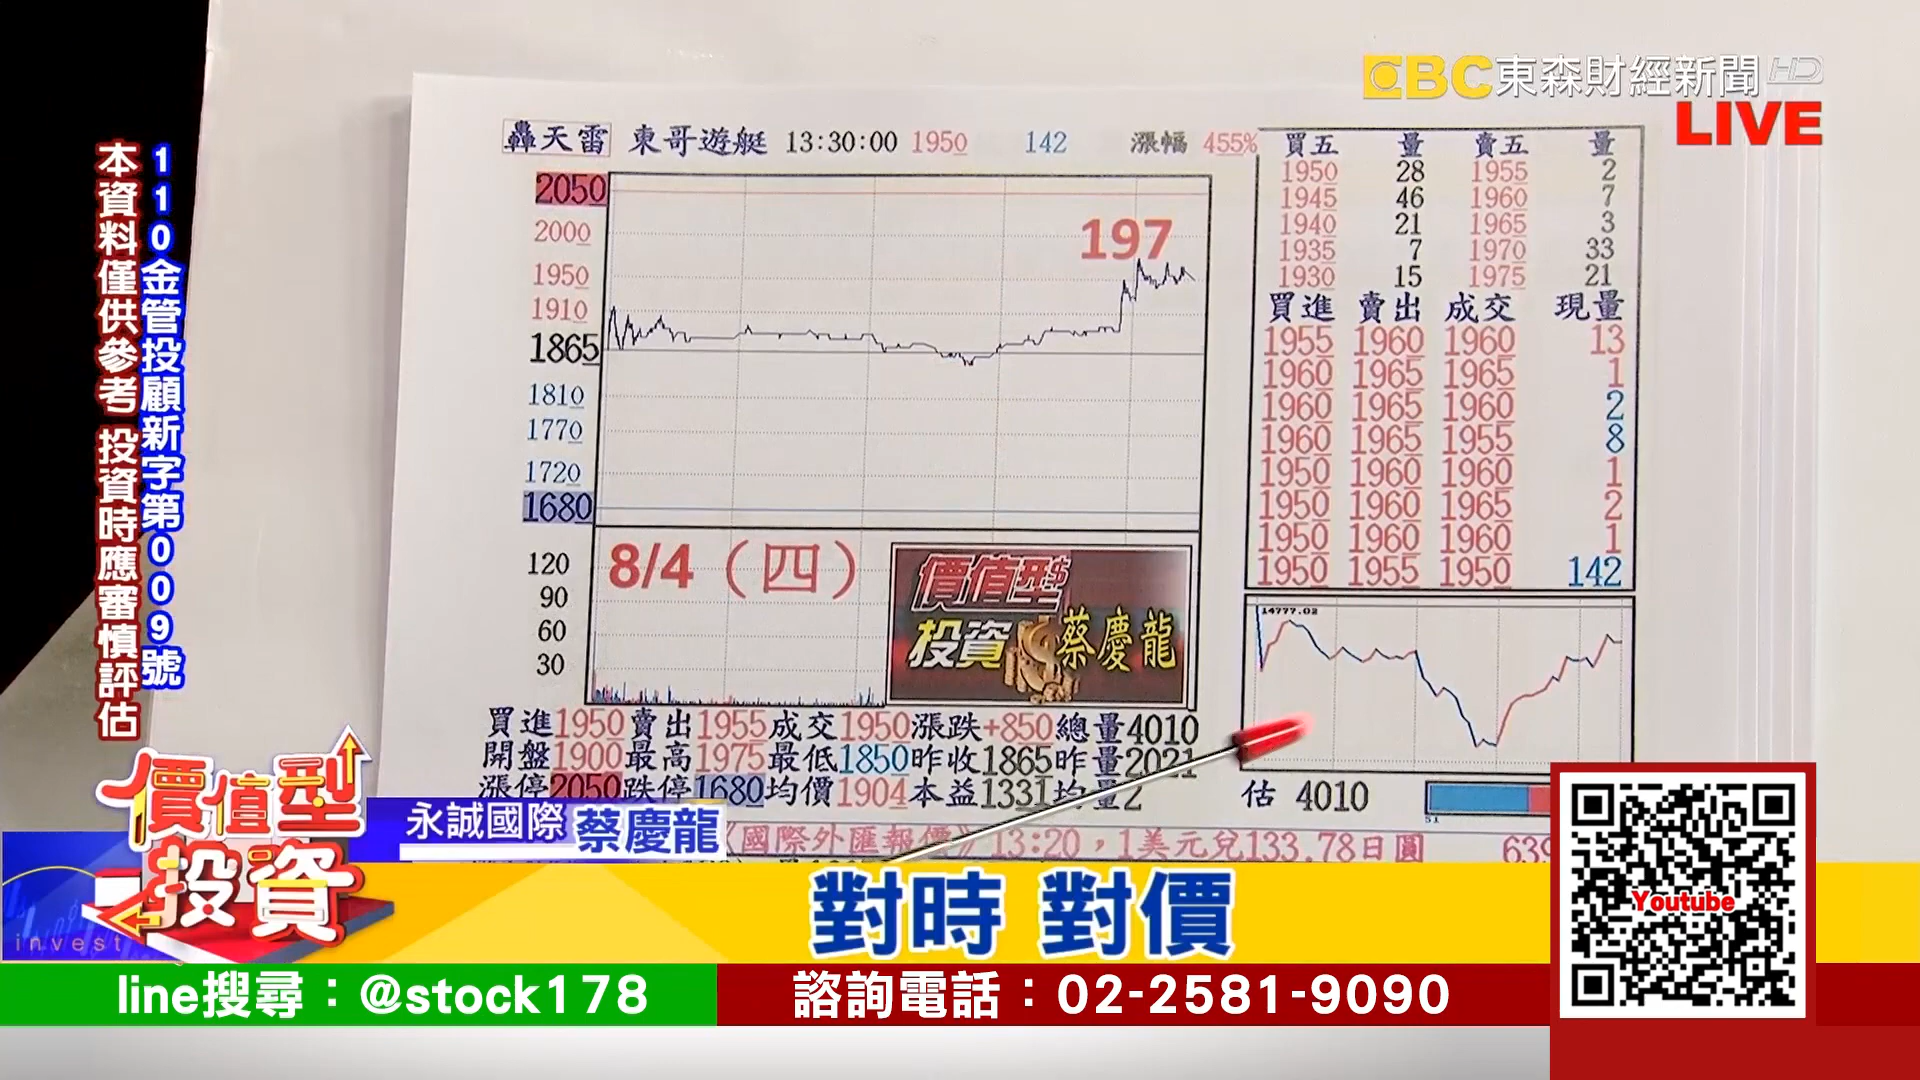 EBC東森財經新聞HD
LIVE
110金管投顧新字第009號
本資料僅供參考 投資時應審慎評估
轟天雷 東哥遊艇 13:30:00 1950 142 漲幅 455%
2050
2000
1950
1910
1865
1810
1770
1720
1680
197
120
90
60
30
8/4(四)
價值型$
投資 蔡慶龍
買五 量 賣五 量
1950 28 1955 2
1945 46 1960 7
1940 21 1965 3
1935 7 1970 33
1930 15 1975 21
買進 賣出 成交 現量
1955 1960 1960 13
1960 1965 1965 1
1960 1965 1960 2
1960 1965 1955 8
1950 1960 1960 1
1950 1960 1965 2
1950 1960 1960 1
1950 1955 1950 142
14777.02
買進1950賣出1955成交1950漲跌+850總量4010
開盤1900最高1975最低1850昨收1865昨量2021
漲停2050跌停1680均價1904本益1331均量2
估 4010
《國際外匯報價》13:20,1美元兌133.78日圓
價值型
投資
invest
永誠國際 蔡慶龍
對時 對價
Youtube
line搜尋:@stock178
諮詢電話:02-2581-9090